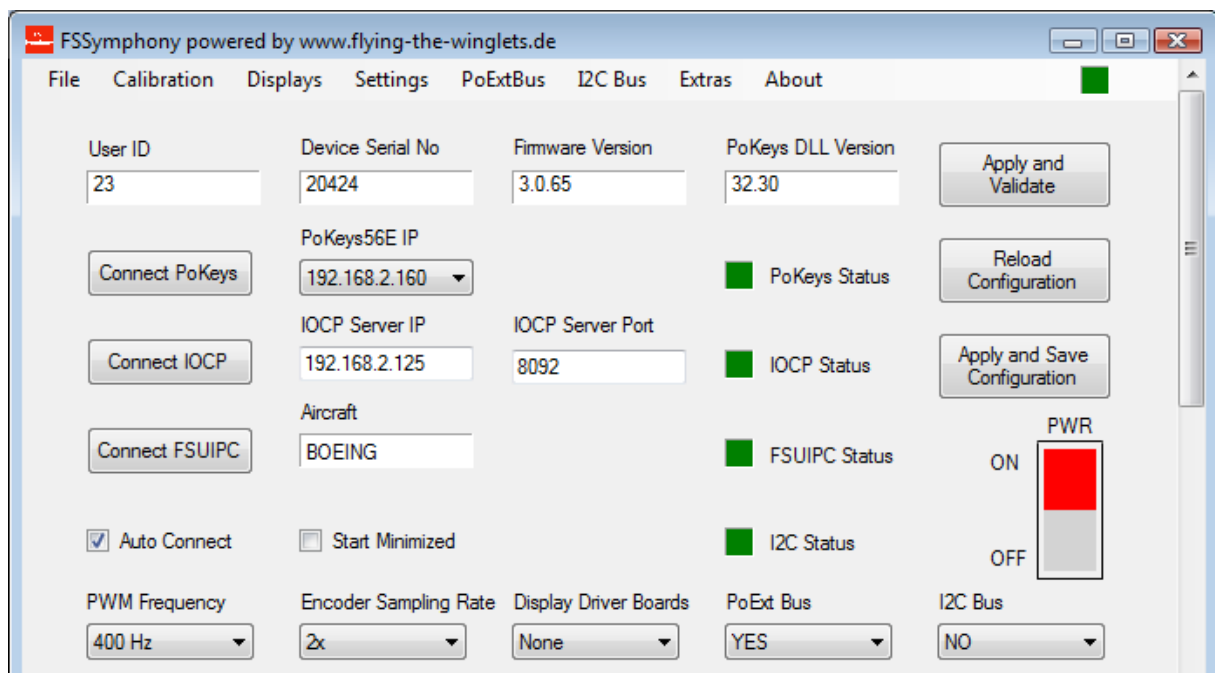 FSSymphony powered by www.flying-the-winglets.de
File Calibration Displays Settings PoExtBus I2C Bus Extras About
User ID Device Serial No Firmware Version PoKeys DLL Version
23 20424 3.0.65 32.30
Apply and
Validate
PoKeys56E IP
Connect PoKeys 192.168.2.160 PoKeys Status
Reload
Configuration
IOCP Server IP IOCP Server Port
Connect IOCP 192.168.2.125 8092 IOCP Status
Apply and Save
Configuration
Aircraft
Connect FSUIPC BOEING FSUIPC Status
PWR
ON
OFF
Auto Connect Start Minimized I2C Status
PWM Frequency Encoder Sampling Rate Display Driver Boards PoExt Bus I2C Bus
400 Hz 2x None YES NO